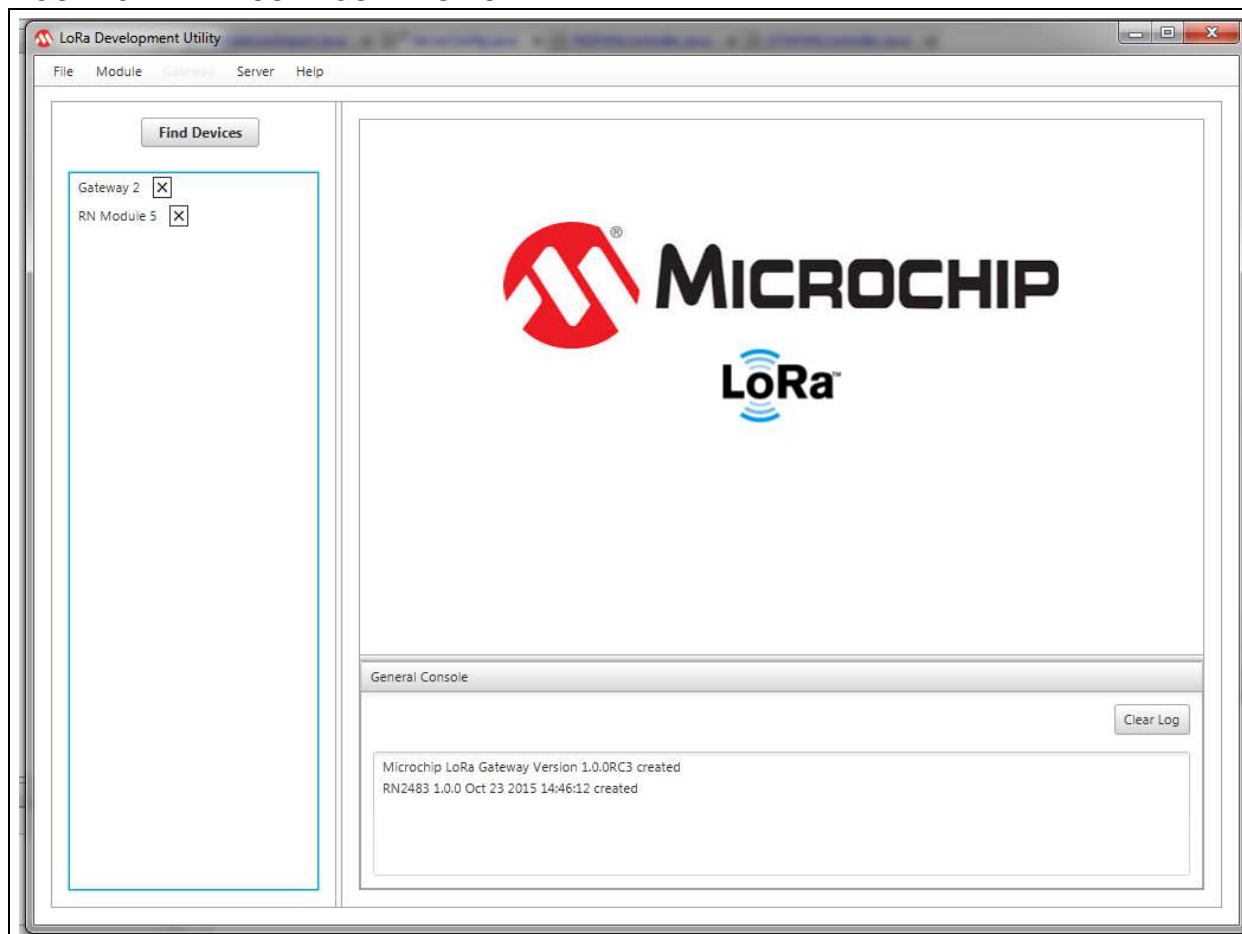 LoRa Development Utility
File Module Gateway Server Help
Find Devices
Gateway 2
RN Module 5
MICROCHIP
®
LoRa™
General Console
Clear Log
Microchip LoRa Gateway Version 1.0.0RC3 created
RN2483 1.0.0 Oct 23 2015 14:46:12 created